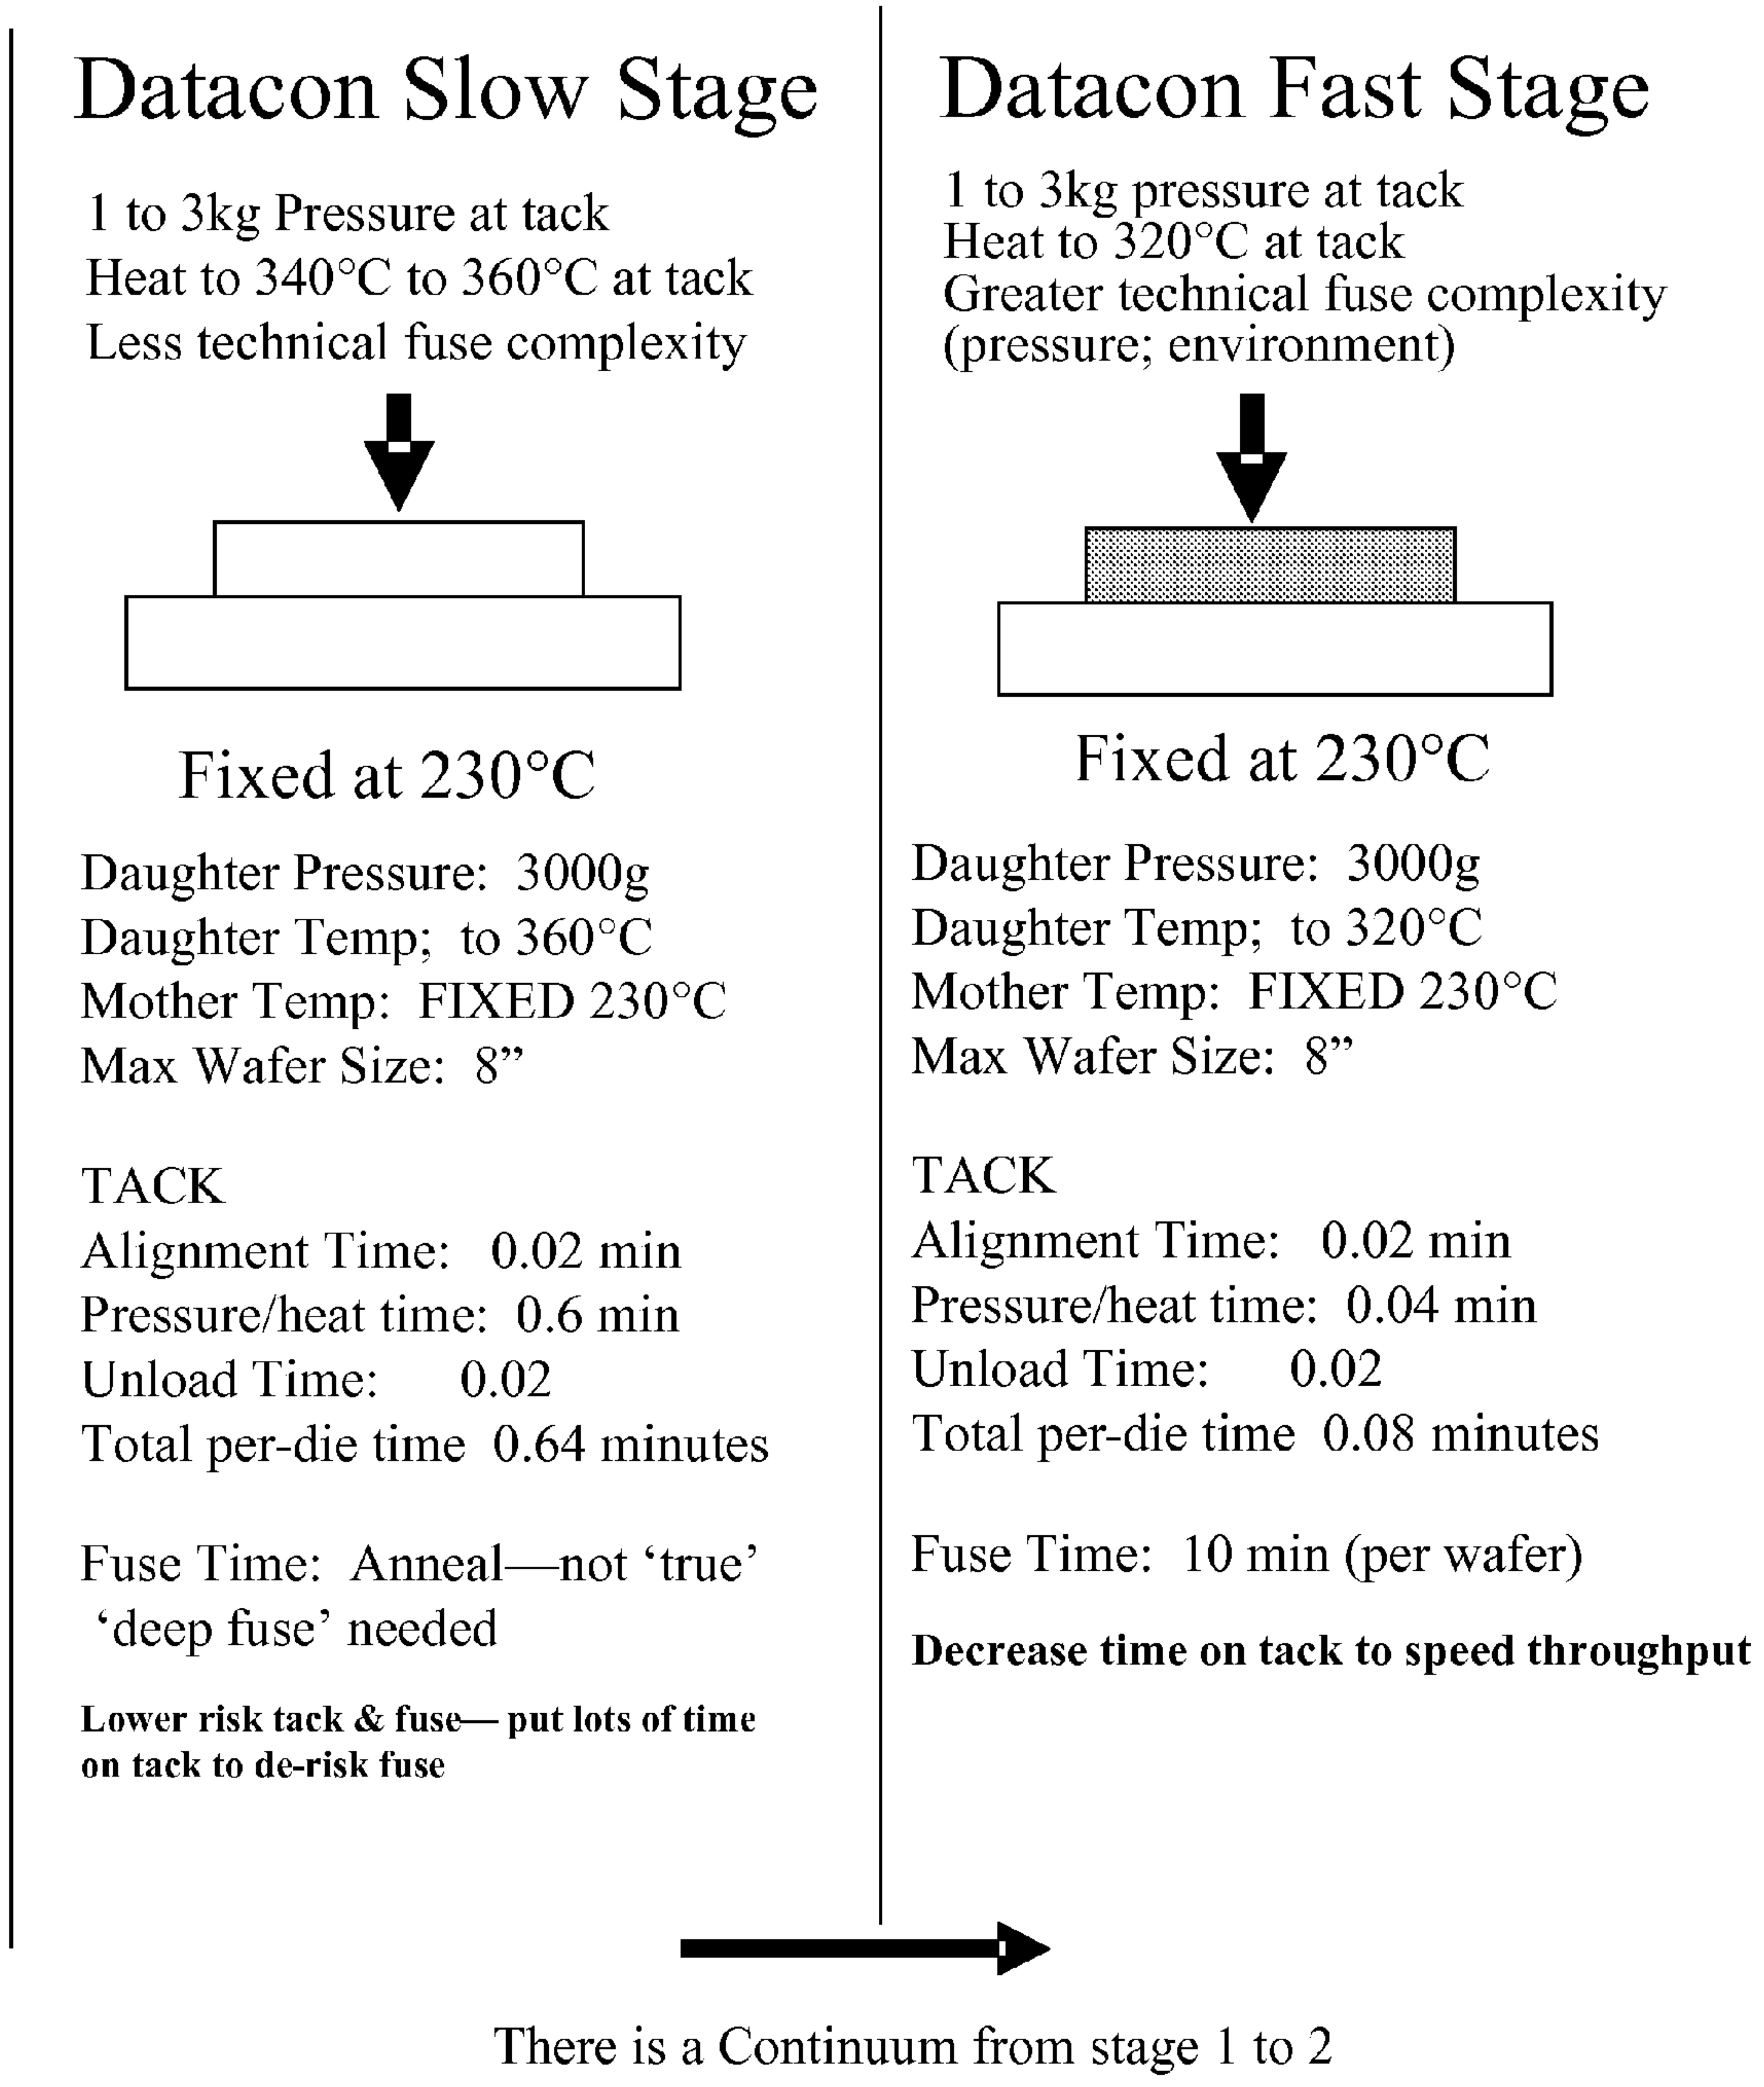 Datacon Slow Stage
1 to 3kg Pressure at tack
Heat to 340°C to 360°C at tack
Less technical fuse complexity
Fixed at 230°C
Daughter Pressure: 3000g
Daughter Temp; to 360°C
Mother Temp: FIXED 230°C
Max Wafer Size: 8”
TACK
Alignment Time: 0.02 min
Pressure/heat time: 0.6 min
Unload Time: 0.02
Total per-die time 0.64 minutes
Fuse Time: Anneal—not ‘true’
‘deep fuse’ needed
Lower risk tack & fuse— put lots of time
on tack to de-risk fuse
Datacon Fast Stage
1 to 3kg pressure at tack
Heat to 320°C at tack
Greater technical fuse complexity
(pressure; environment)
Fixed at 230°C
Daughter Pressure: 3000g
Daughter Temp; to 320°C
Mother Temp: FIXED 230°C
Max Wafer Size: 8”
TACK
Alignment Time: 0.02 min
Pressure/heat time: 0.04 min
Unload Time: 0.02
Total per-die time 0.08 minutes
Fuse Time: 10 min (per wafer)
Decrease time on tack to speed throughput
There is a Continuum from stage 1 to 2